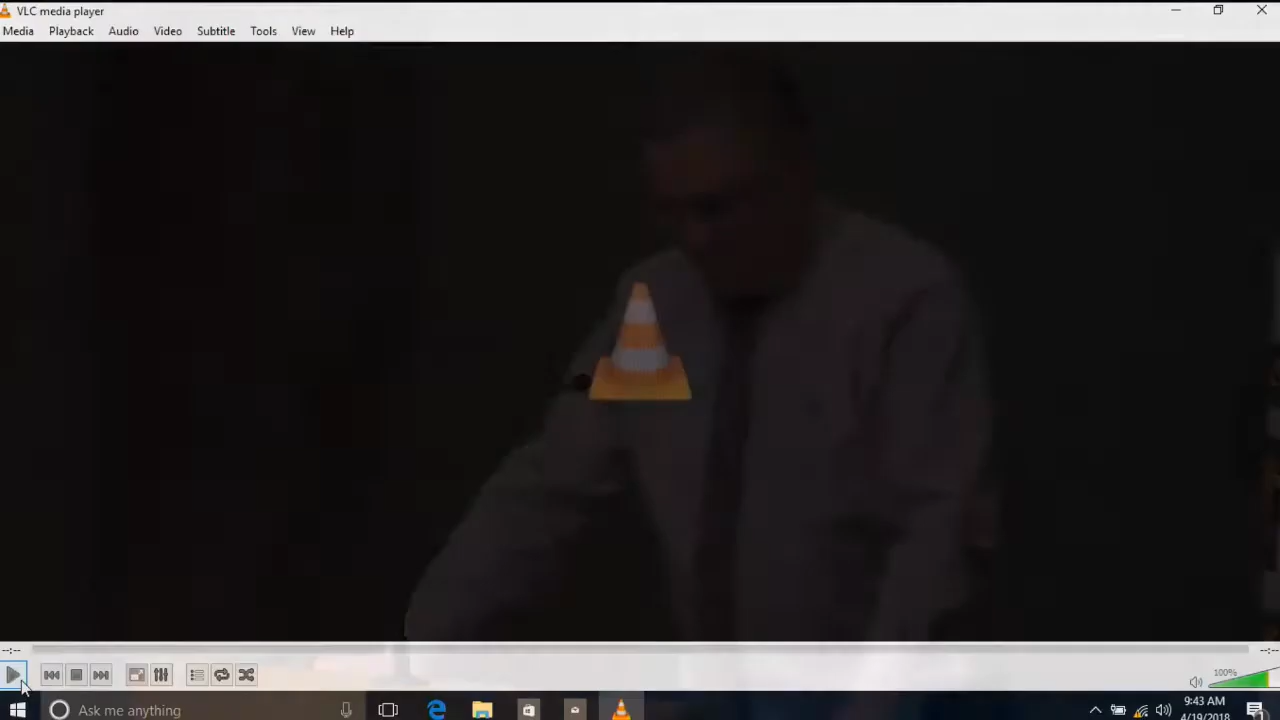 VLC media player
Media Playback Audio Video Subtitle Tools View Help
--:-- --:--
100%
Ask me anything
9:43 AM
4/19/2018